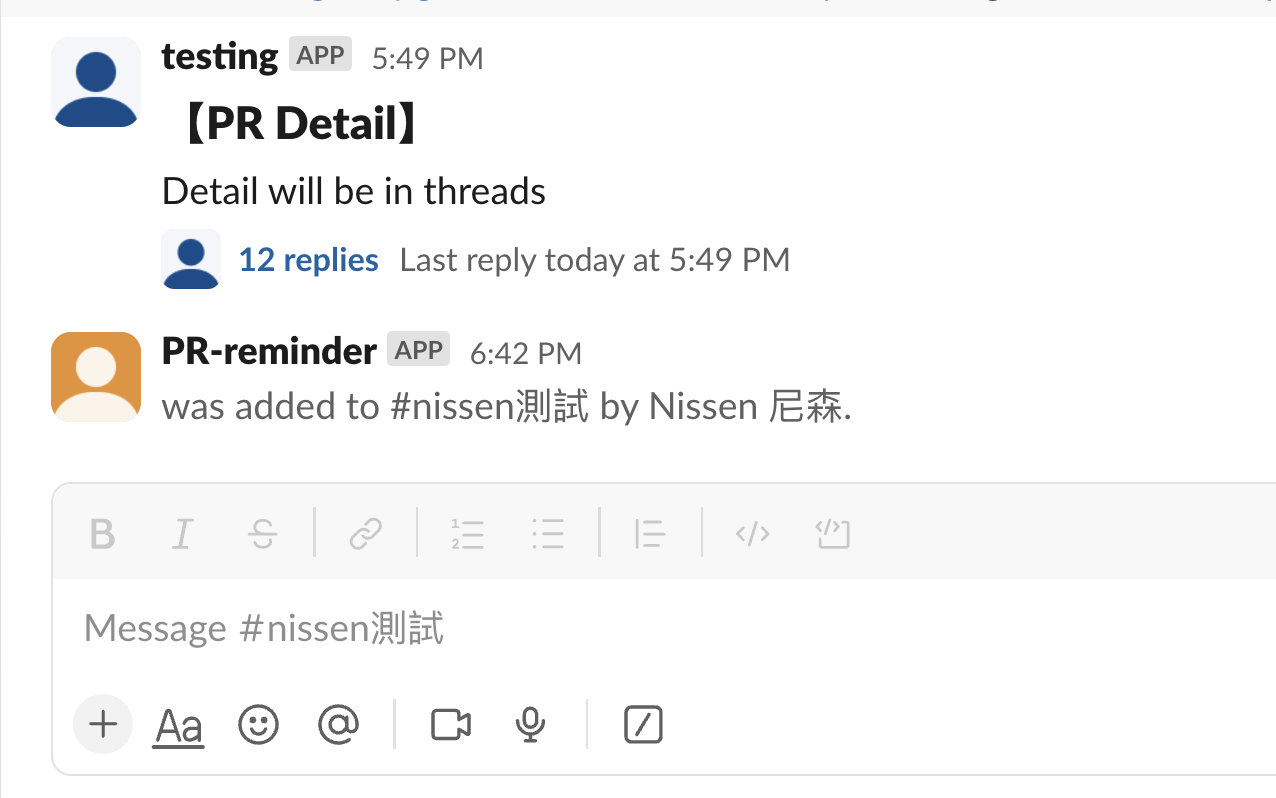 testing APP 5:49 PM
【PR Detail】
Detail will be in threads
12 replies Last reply today at 5:49 PM
PR-reminder APP 6:42 PM
was added to #nissen測試 by Nissen 尼森.
B I S 1 2 </> </>
Message #nissen測試
+ Aa @ /